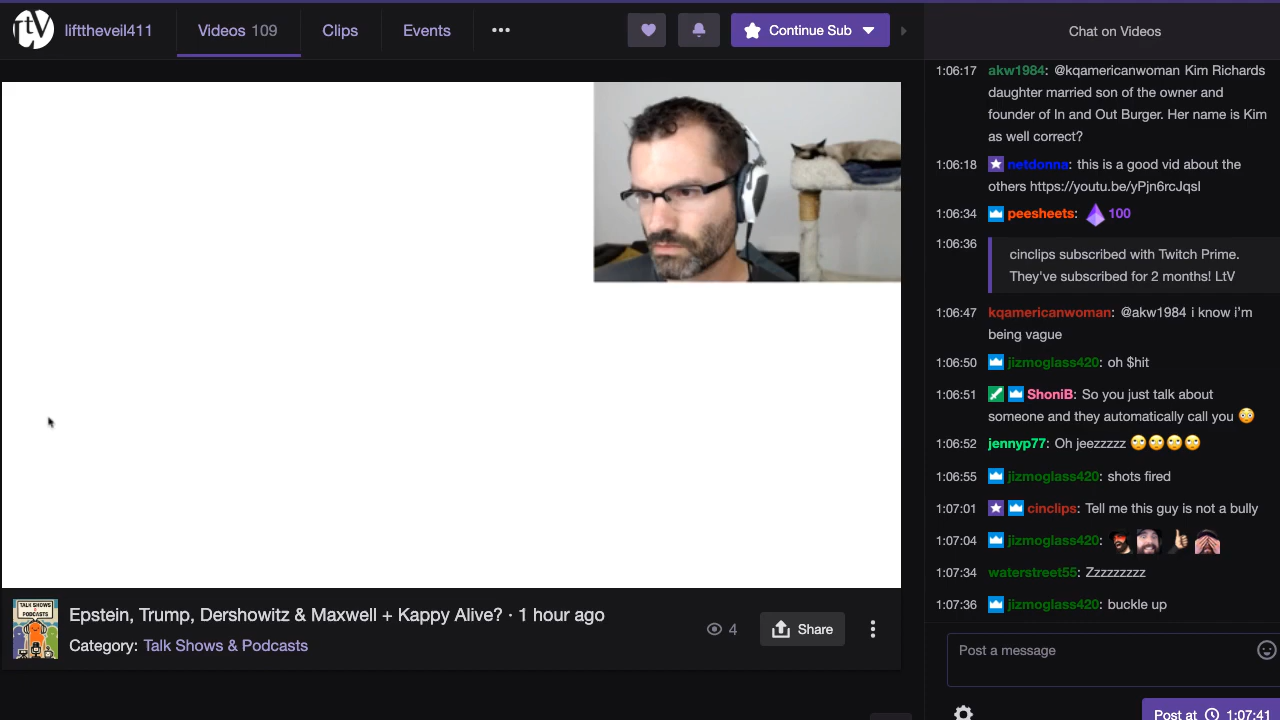 rtV
lifttheveil411
Videos 109
Clips
Events
Continue Sub
Chat on Videos
1:06:17 akw1984: @kqamericanwoman Kim Richards
daughter married son of the owner and
founder of In and Out Burger. Her name is Kim
as well correct?
1:06:18 netdonna: this is a good vid about the
others https://youtu.be/yPjn6rcJqsI
1:06:34 peesheets: 100
1:06:36
cinclips subscribed with Twitch Prime.
They've subscribed for 2 months! LtV
1:06:47 kqamericanwoman: @akw1984 i know i'm
being vague
1:06:50 jizmoglass420: oh $hit
1:06:51 ShoniB: So you just talk about
someone and they automatically call you 😳
1:06:52 jennyp77: Oh jeezzzzz 🙄🙄🙄🙄
1:06:55 jizmoglass420: shots fired
1:07:01 cinclips: Tell me this guy is not a bully
1:07:04 jizmoglass420:
1:07:34 waterstreet55: Zzzzzzzzz
1:07:36 jizmoglass420: buckle up
TALK SHOWS
PODCASTS
Epstein, Trump, Dershowitz & Maxwell + Kappy Alive? · 1 hour ago
Category: Talk Shows & Podcasts
4
Share
Post a message
Post at 1:07:41